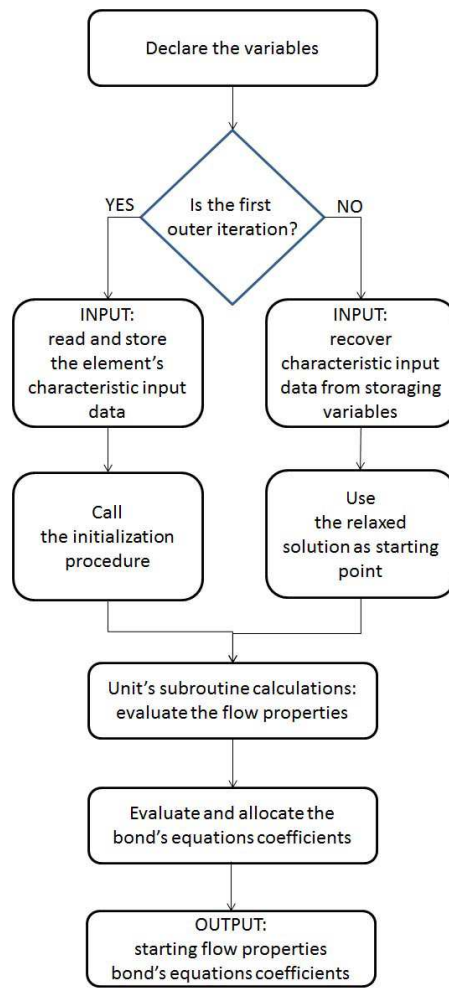 Declare the variables
YES
Is the first
outer iteration?
NO
INPUT:
read and store
the element's
characteristic input
data
INPUT:
recover
characteristic input
data from storaging
variables
Call
the initialization
procedure
Use
the relaxed
solution as starting
point
Unit's subroutine calculations:
evaluate the flow properties
Evaluate and allocate the
bond's equations coefficients
OUTPUT:
starting flow properties
bond's equations coefficients